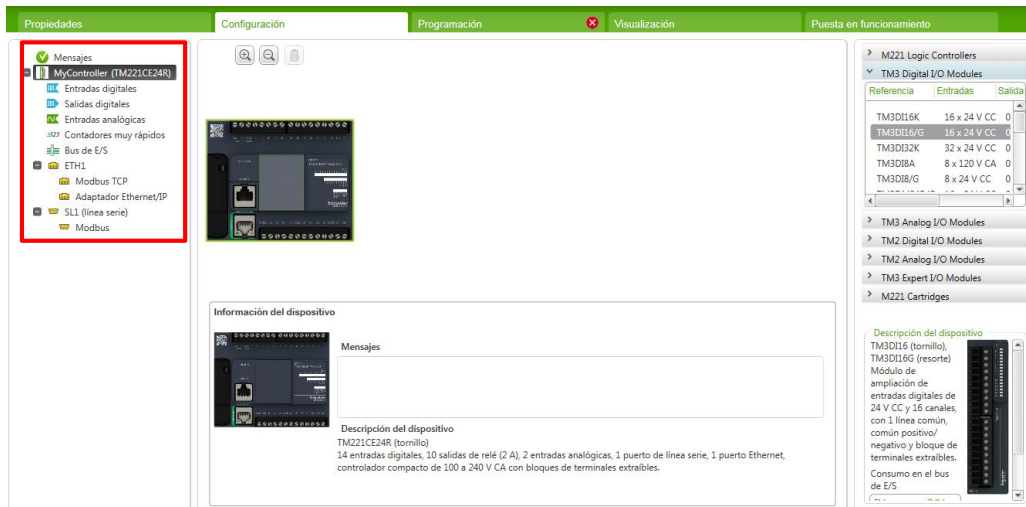 Propiedades
Configuración
Programación
Visualización
Puesta en funcionamiento
Mensajes
MyController (TM221CE24R)
Entradas digitales
Salidas digitales
Entradas analógicas
Contadores muy rápidos
Bus de E/S
ETH1
Modbus TCP
Adaptador Ethernet/IP
SL1 (línea serie)
Modbus
Información del dispositivo
Mensajes
Descripción del dispositivo
TM221CE24R (tornillo)
14 entradas digitales, 10 salidas de relé (2 A), 2 entradas analógicas, 1 puerto de línea serie, 1 puerto Ethernet,
controlador compacto de 100 a 240 V CA con bloques de terminales extraíbles.
M221 Logic Controllers
TM3 Digital I/O Modules
Referencia Entradas Salida
TM3DI16K 16 x 24 V CC 0
TM3DI16/G 16 x 24 V CC 0
TM3DI32K 32 x 24 V CC 0
TM3DI8A 8 x 120 V CA 0
TM3DI8/G 8 x 24 V CC 0
TM3 Analog I/O Modules
TM2 Digital I/O Modules
TM2 Analog I/O Modules
TM3 Expert I/O Modules
M221 Cartridges
Descripción del dispositivo
TM3DI16 (tornillo),
TM3DI16G (resorte)
Módulo de
ampliación de
entradas digitales de
24 V CC y 16 canales,
con 1 línea común,
común positivo/
negativo y bloque de
terminales extraíbles.
Consumo en el bus
de E/S